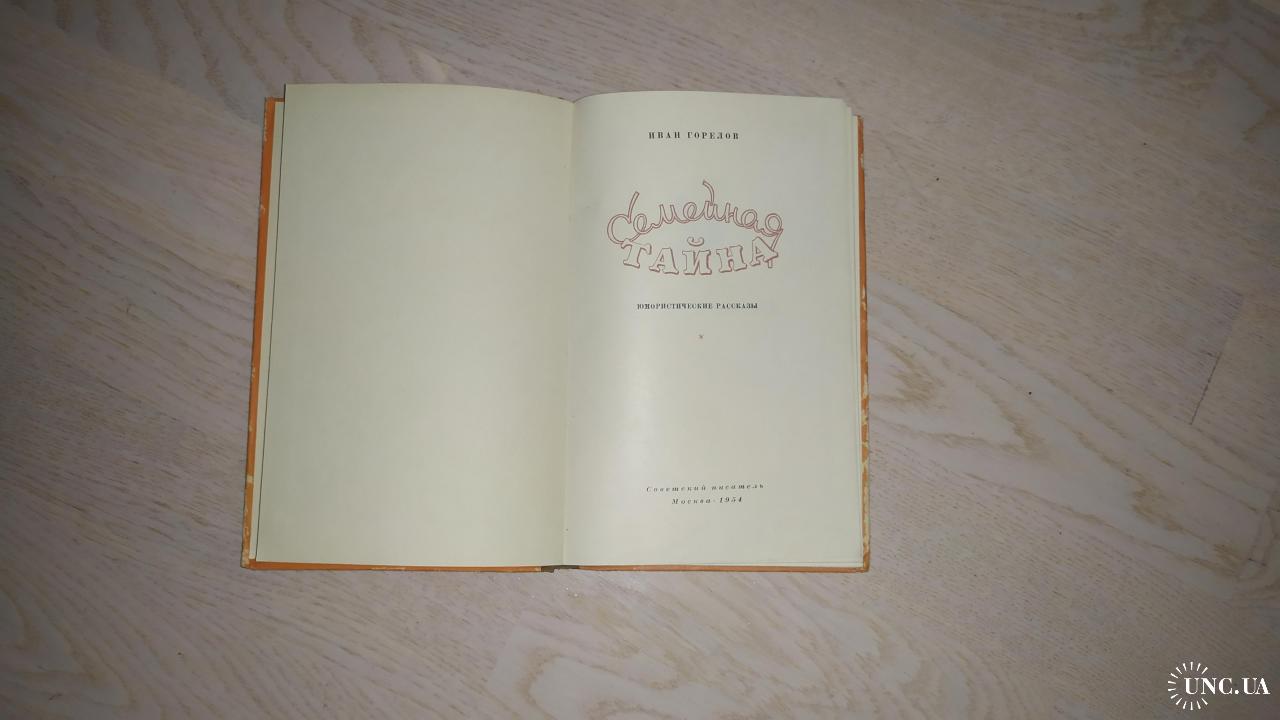 ИВАН ГОРЕЛОВ
Семейная
ТАЙНА
ЮМОРИСТИЧЕСКИЕ РАССКАЗЫ
Советский писатель
Москва · 1954
UNC.UA